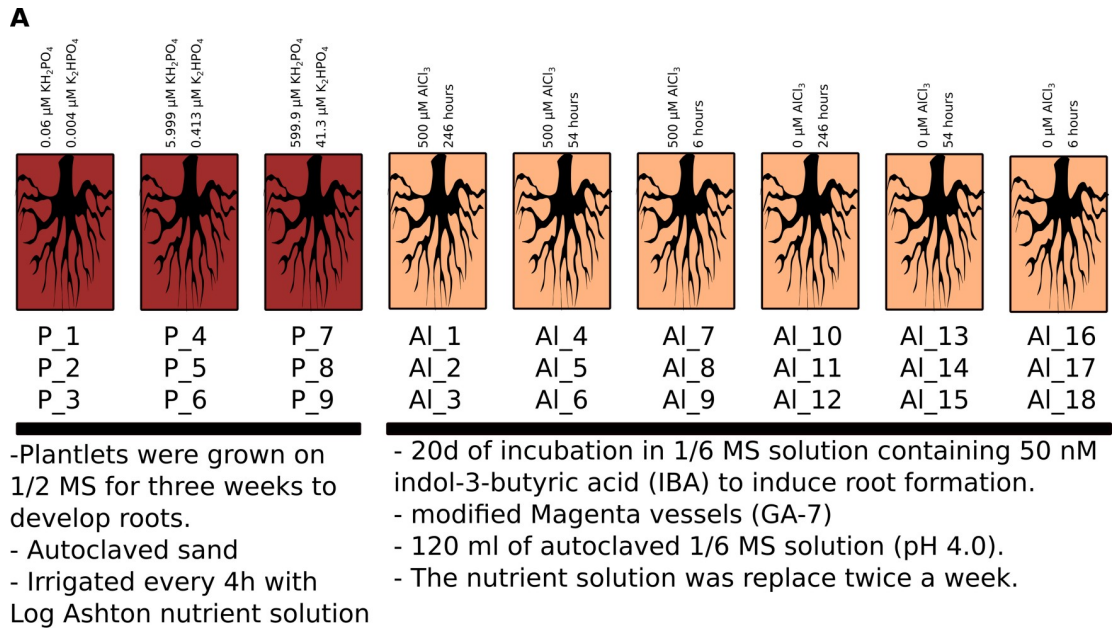 A
0.06 µM KH₂PO₄
0.004 µM K₂HPO₄
5.999 µM KH₂PO₄
0.413 µM K₂HPO₄
599.9 µM KH₂PO₄
41.3 µM K₂HPO₄
500 µM AlCl₃
246 hours
500 µM AlCl₃
54 hours
500 µM AlCl₃
6 hours
0 µM AlCl₃
246 hours
0 µM AlCl₃
54 hours
0 µM AlCl₃
6 hours
P_1 P_4 P_7 Al_1 Al_4 Al_7 Al_10 Al_13 Al_16
P_2 P_5 P_8 Al_2 Al_5 Al_8 Al_11 Al_14 Al_17
P_3 P_6 P_9 Al_3 Al_6 Al_9 Al_12 Al_15 Al_18
-Plantlets were grown on
1/2 MS for three weeks to
develop roots.
- Autoclaved sand
- Irrigated every 4h with
Log Ashton nutrient solution
- 20d of incubation in 1/6 MS solution containing 50 nM
indol-3-butyric acid (IBA) to induce root formation.
- modified Magenta vessels (GA-7)
- 120 ml of autoclaved 1/6 MS solution (pH 4.0).
- The nutrient solution was replace twice a week.